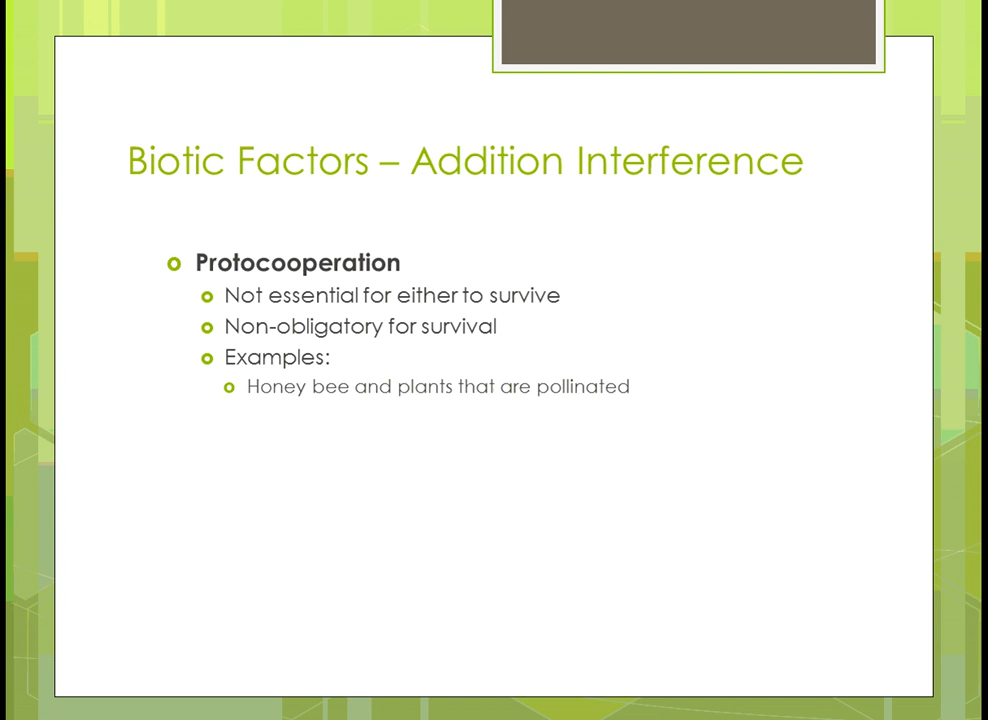 Biotic Factors – Addition Interference
Protocooperation
Not essential for either to survive
Non-obligatory for survival
Examples:
Honey bee and plants that are pollinated